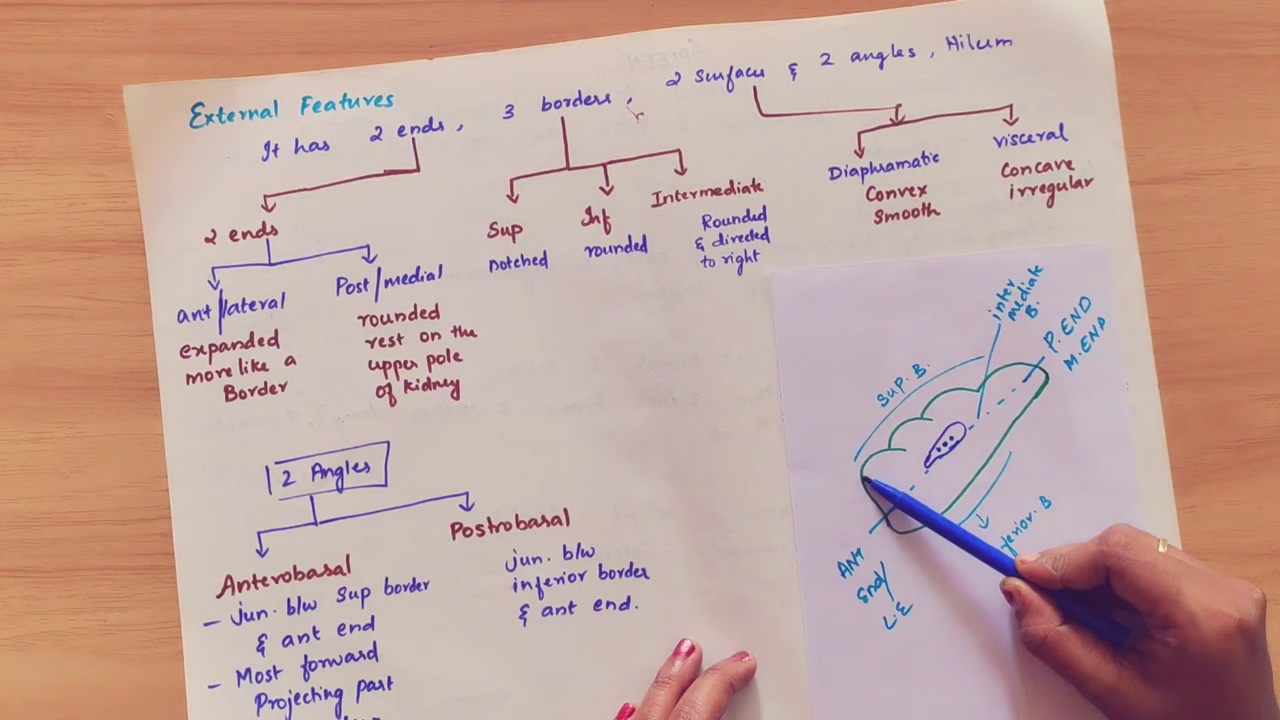 External Features
It has 2 ends, 3 borders, 2 surfaces & 2 angles, Hilum
2 ends
ant/lateral
expanded
more like a
Border
Post/medial
rounded
rest on the
upper pole
of kidney
Sup
notched
Inf
rounded
Intermediate
Rounded
& directed
to right
Diaphramatic
Convex
Smooth
visceral
Concave
irregular
2 Angles
Anterobasal
- Jun. b/w Sup border
& ant end
- Most forward
Projecting part
Postrobasal
jun. b/w
inferior border
& ant end.
Sup. B.
inter
mediate
B.
P. END
M. END
ANT
End/
L.E
ferior. B